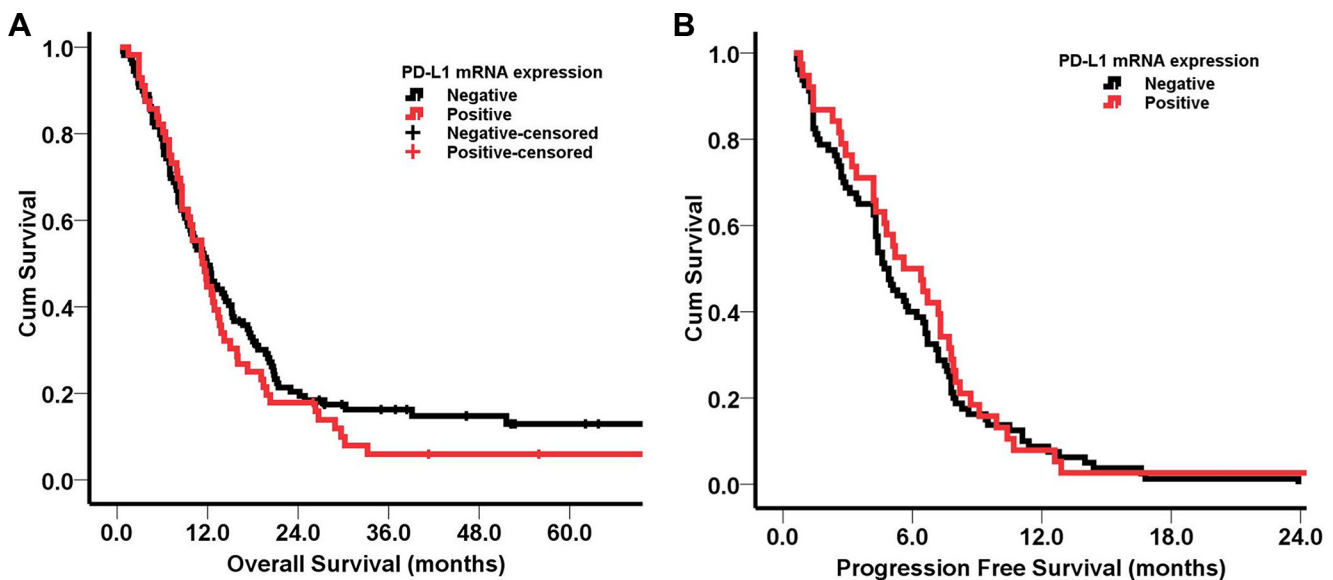 A
1.0
0.8
0.6
0.4
0.2
0.0
Cum Survival
PD-L1 mRNA expression
Negative
Positive
Negative-censored
Positive-censored
0.0 12.0 24.0 36.0 48.0 60.0
Overall Survival (months)
B
1.0
0.8
0.6
0.4
0.2
0.0
Cum Survival
PD-L1 mRNA expression
Negative
Positive
0.0 6.0 12.0 18.0 24.0
Progression Free Survival (months)